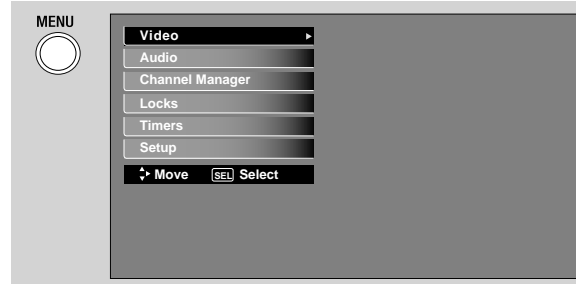 MENU
Video
Audio
Channel Manager
Locks
Timers
Setup
Move SEL Select